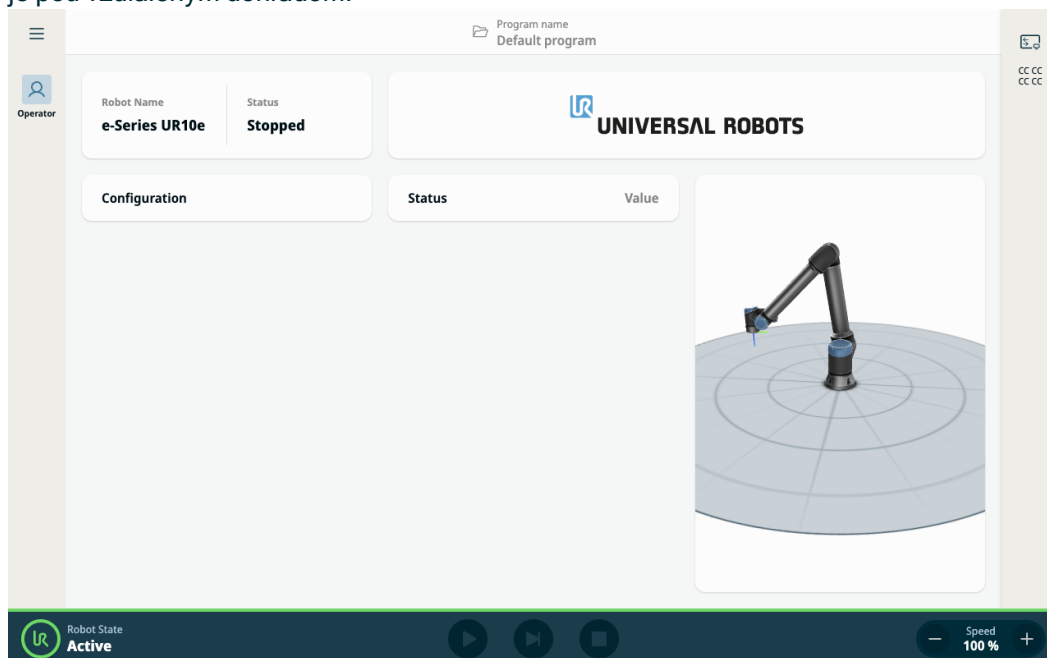 Program name
Default program
CC CC
CC CC
Operator
Robot Name
e-Series UR10e
Status
Stopped
UR
UNIVERSAL ROBOTS
Configuration
Status
Value
Robot State
Active
Speed
100 %